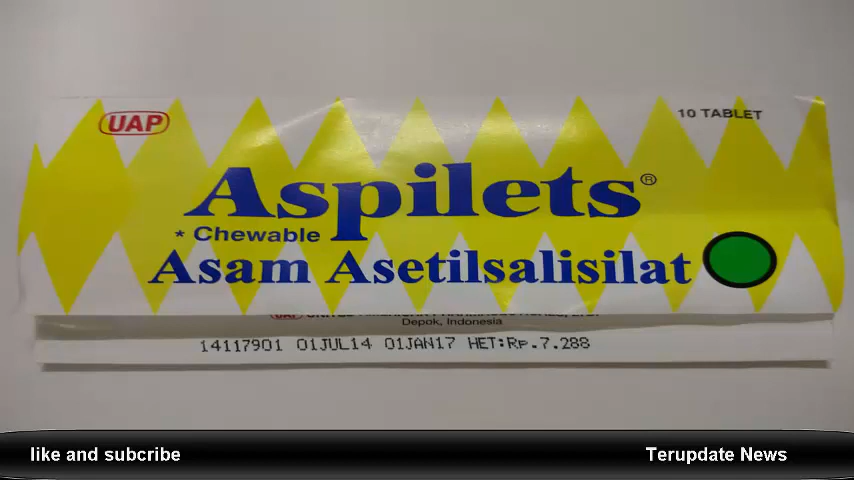 UAP
10 TABLET
Aspilets®
* Chewable
Asam Asetilsalisilat
Depok, Indonesia
14117901 01JUL14 01JAN17 HET:Rp.7.288
like and subcribe
Terupdate News